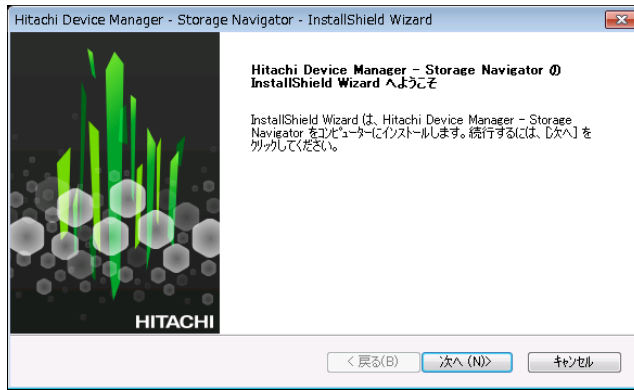 Hitachi Device Manager - Storage Navigator - InstallShield Wizard
Hitachi Device Manager - Storage Navigator の
InstallShield Wizard へようこそ
InstallShield Wizard は、Hitachi Device Manager - Storage
Navigator をコンピューターにインストールします。続行するには、[次へ] を
クリックしてください。
HITACHI
< 戻る(B)
次へ (N)>
キャンセル